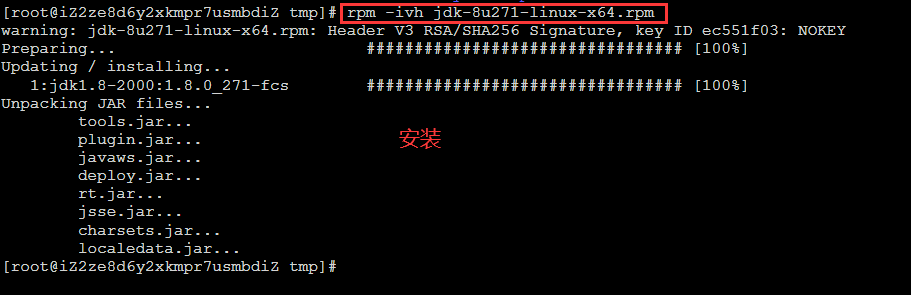 [root@iZ2ze8d6y2xkmpr7usmbdiZ tmp]# rpm -ivh jdk-8u271-linux-x64.rpm
warning: jdk-8u271-linux-x64.rpm: Header V3 RSA/SHA256 Signature, key ID ec551f03: NOKEY
Preparing...                          ################################# [100%]
Updating / installing...
   1:jdk1.8-2000:1.8.0_271-fcs        ################################# [100%]
Unpacking JAR files...
        tools.jar...
        plugin.jar... 安装
        javaws.jar...
        deploy.jar...
        rt.jar...
        jsse.jar...
        charsets.jar...
        localedata.jar...
[root@iZ2ze8d6y2xkmpr7usmbdiZ tmp]#